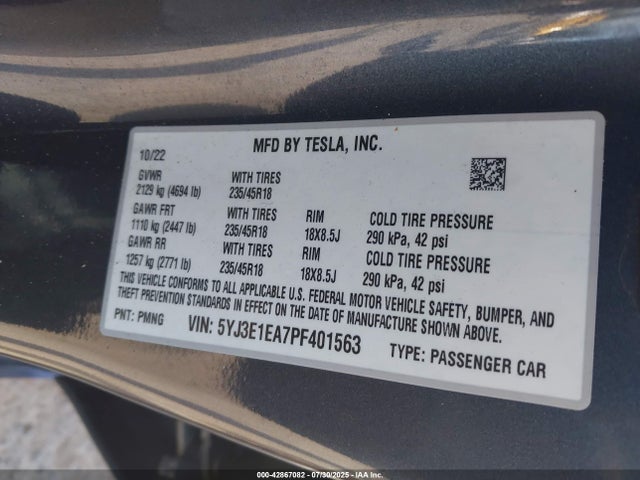 MFD BY TESLA, INC.
10/22
GVWR WITH TIRES
2129 kg (4694 lb) 235/45R18
GAWR FRT WITH TIRES RIM COLD TIRE PRESSURE
1110 kg (2447 lb) 235/45R18 18X8.5J 290 kPa, 42 psi
GAWR RR WITH TIRES RIM COLD TIRE PRESSURE
1257 kg (2771 lb) 235/45R18 18X8.5J 290 kPa, 42 psi
THIS VEHICLE CONFORMS TO ALL APPLICABLE U.S. FEDERAL MOTOR VEHICLE SAFETY, BUMPER, AND
THEFT PREVENTION STANDARDS IN EFFECT ON THE DATE OF MANUFACTURE SHOWN ABOVE.
PNT: PMNG VIN: 5YJ3E1EA7PF401563 TYPE: PASSENGER CAR
000-42867082 - 07/30/2025 - IAAI.COM